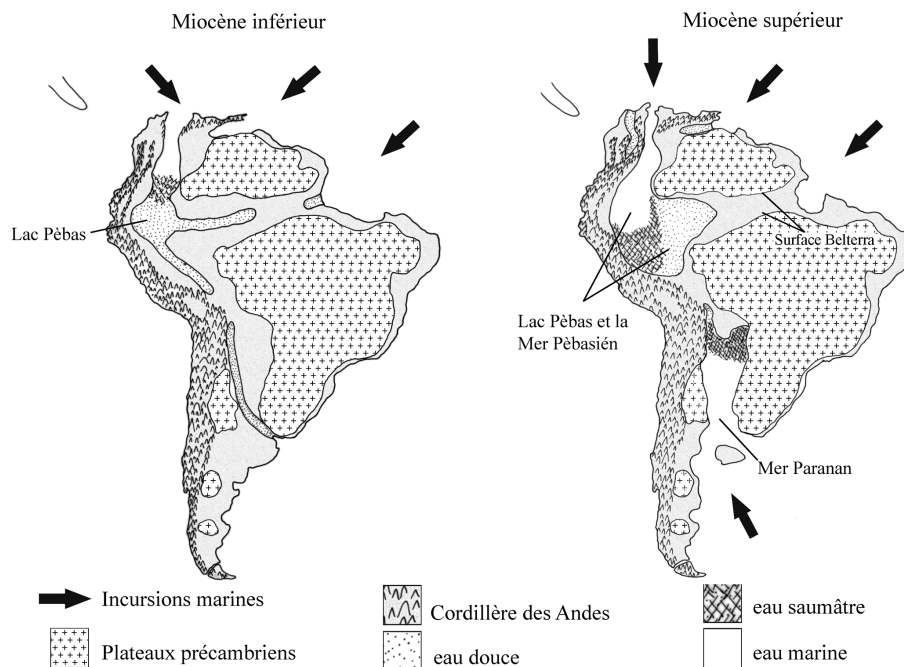 Miocène inférieur
Miocène supérieur
Lac Pèbas
Surface Belterra
Lac Pèbas et la
Mer Pèbasién
Mer Paranan
Incursions marines
Cordillère des Andes
eau saumâtre
Plateaux précambriens
eau douce
eau marine